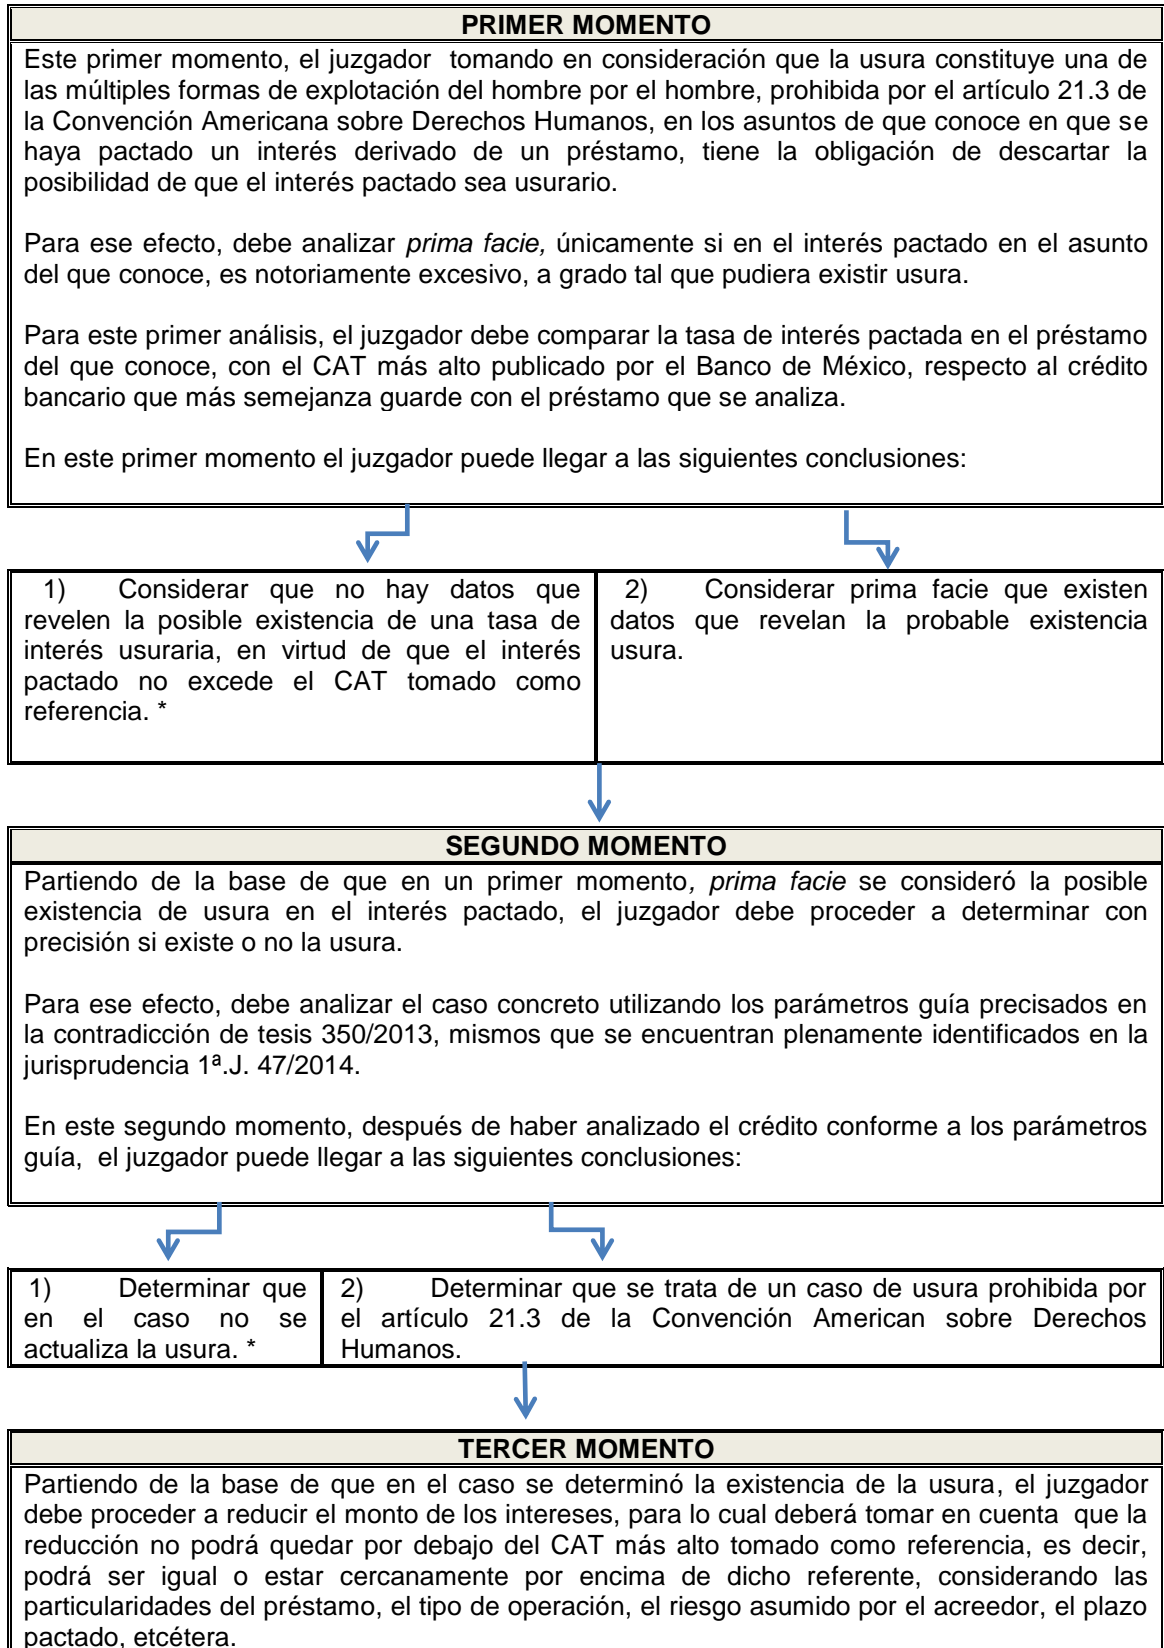 PRIMER MOMENTO
Este primer momento, el juzgador tomando en consideración que la usura constituye una de
las múltiples formas de explotación del hombre por el hombre, prohibida por el artículo 21.3 de
la Convención Americana sobre Derechos Humanos, en los asuntos de que conoce en que se
haya pactado un interés derivado de un préstamo, tiene la obligación de descartar la
posibilidad de que el interés pactado sea usurario.
Para ese efecto, debe analizar prima facie, únicamente si en el interés pactado en el asunto
del que conoce, es notoriamente excesivo, a grado tal que pudiera existir usura.
Para este primer análisis, el juzgador debe comparar la tasa de interés pactada en el préstamo
del que conoce, con el CAT más alto publicado por el Banco de México, respecto al crédito
bancario que más semejanza guarde con el préstamo que se analiza.
En este primer momento el juzgador puede llegar a las siguientes conclusiones:
1) Considerar que no hay datos que
revelen la posible existencia de una tasa de
interés usuraria, en virtud de que el interés
pactado no excede el CAT tomado como
referencia. *
2) Considerar prima facie que existen
datos que revelan la probable existencia
usura.
SEGUNDO MOMENTO
Partiendo de la base de que en un primer momento, prima facie se consideró la posible
existencia de usura en el interés pactado, el juzgador debe proceder a determinar con
precisión si existe o no la usura.
Para ese efecto, debe analizar el caso concreto utilizando los parámetros guía precisados en
la contradicción de tesis 350/2013, mismos que se encuentran plenamente identificados en la
jurisprudencia 1ª.J. 47/2014.
En este segundo momento, después de haber analizado el crédito conforme a los parámetros
guía, el juzgador puede llegar a las siguientes conclusiones:
1) Determinar que
en el caso no se
actualiza la usura. *
2) Determinar que se trata de un caso de usura prohibida por
el artículo 21.3 de la Convención American sobre Derechos
Humanos.
TERCER MOMENTO
Partiendo de la base de que en el caso se determinó la existencia de la usura, el juzgador
debe proceder a reducir el monto de los intereses, para lo cual deberá tomar en cuenta que la
reducción no podrá quedar por debajo del CAT más alto tomado como referencia, es decir,
podrá ser igual o estar cercanamente por encima de dicho referente, considerando las
particularidades del préstamo, el tipo de operación, el riesgo asumido por el acreedor, el plazo
pactado, etcétera.